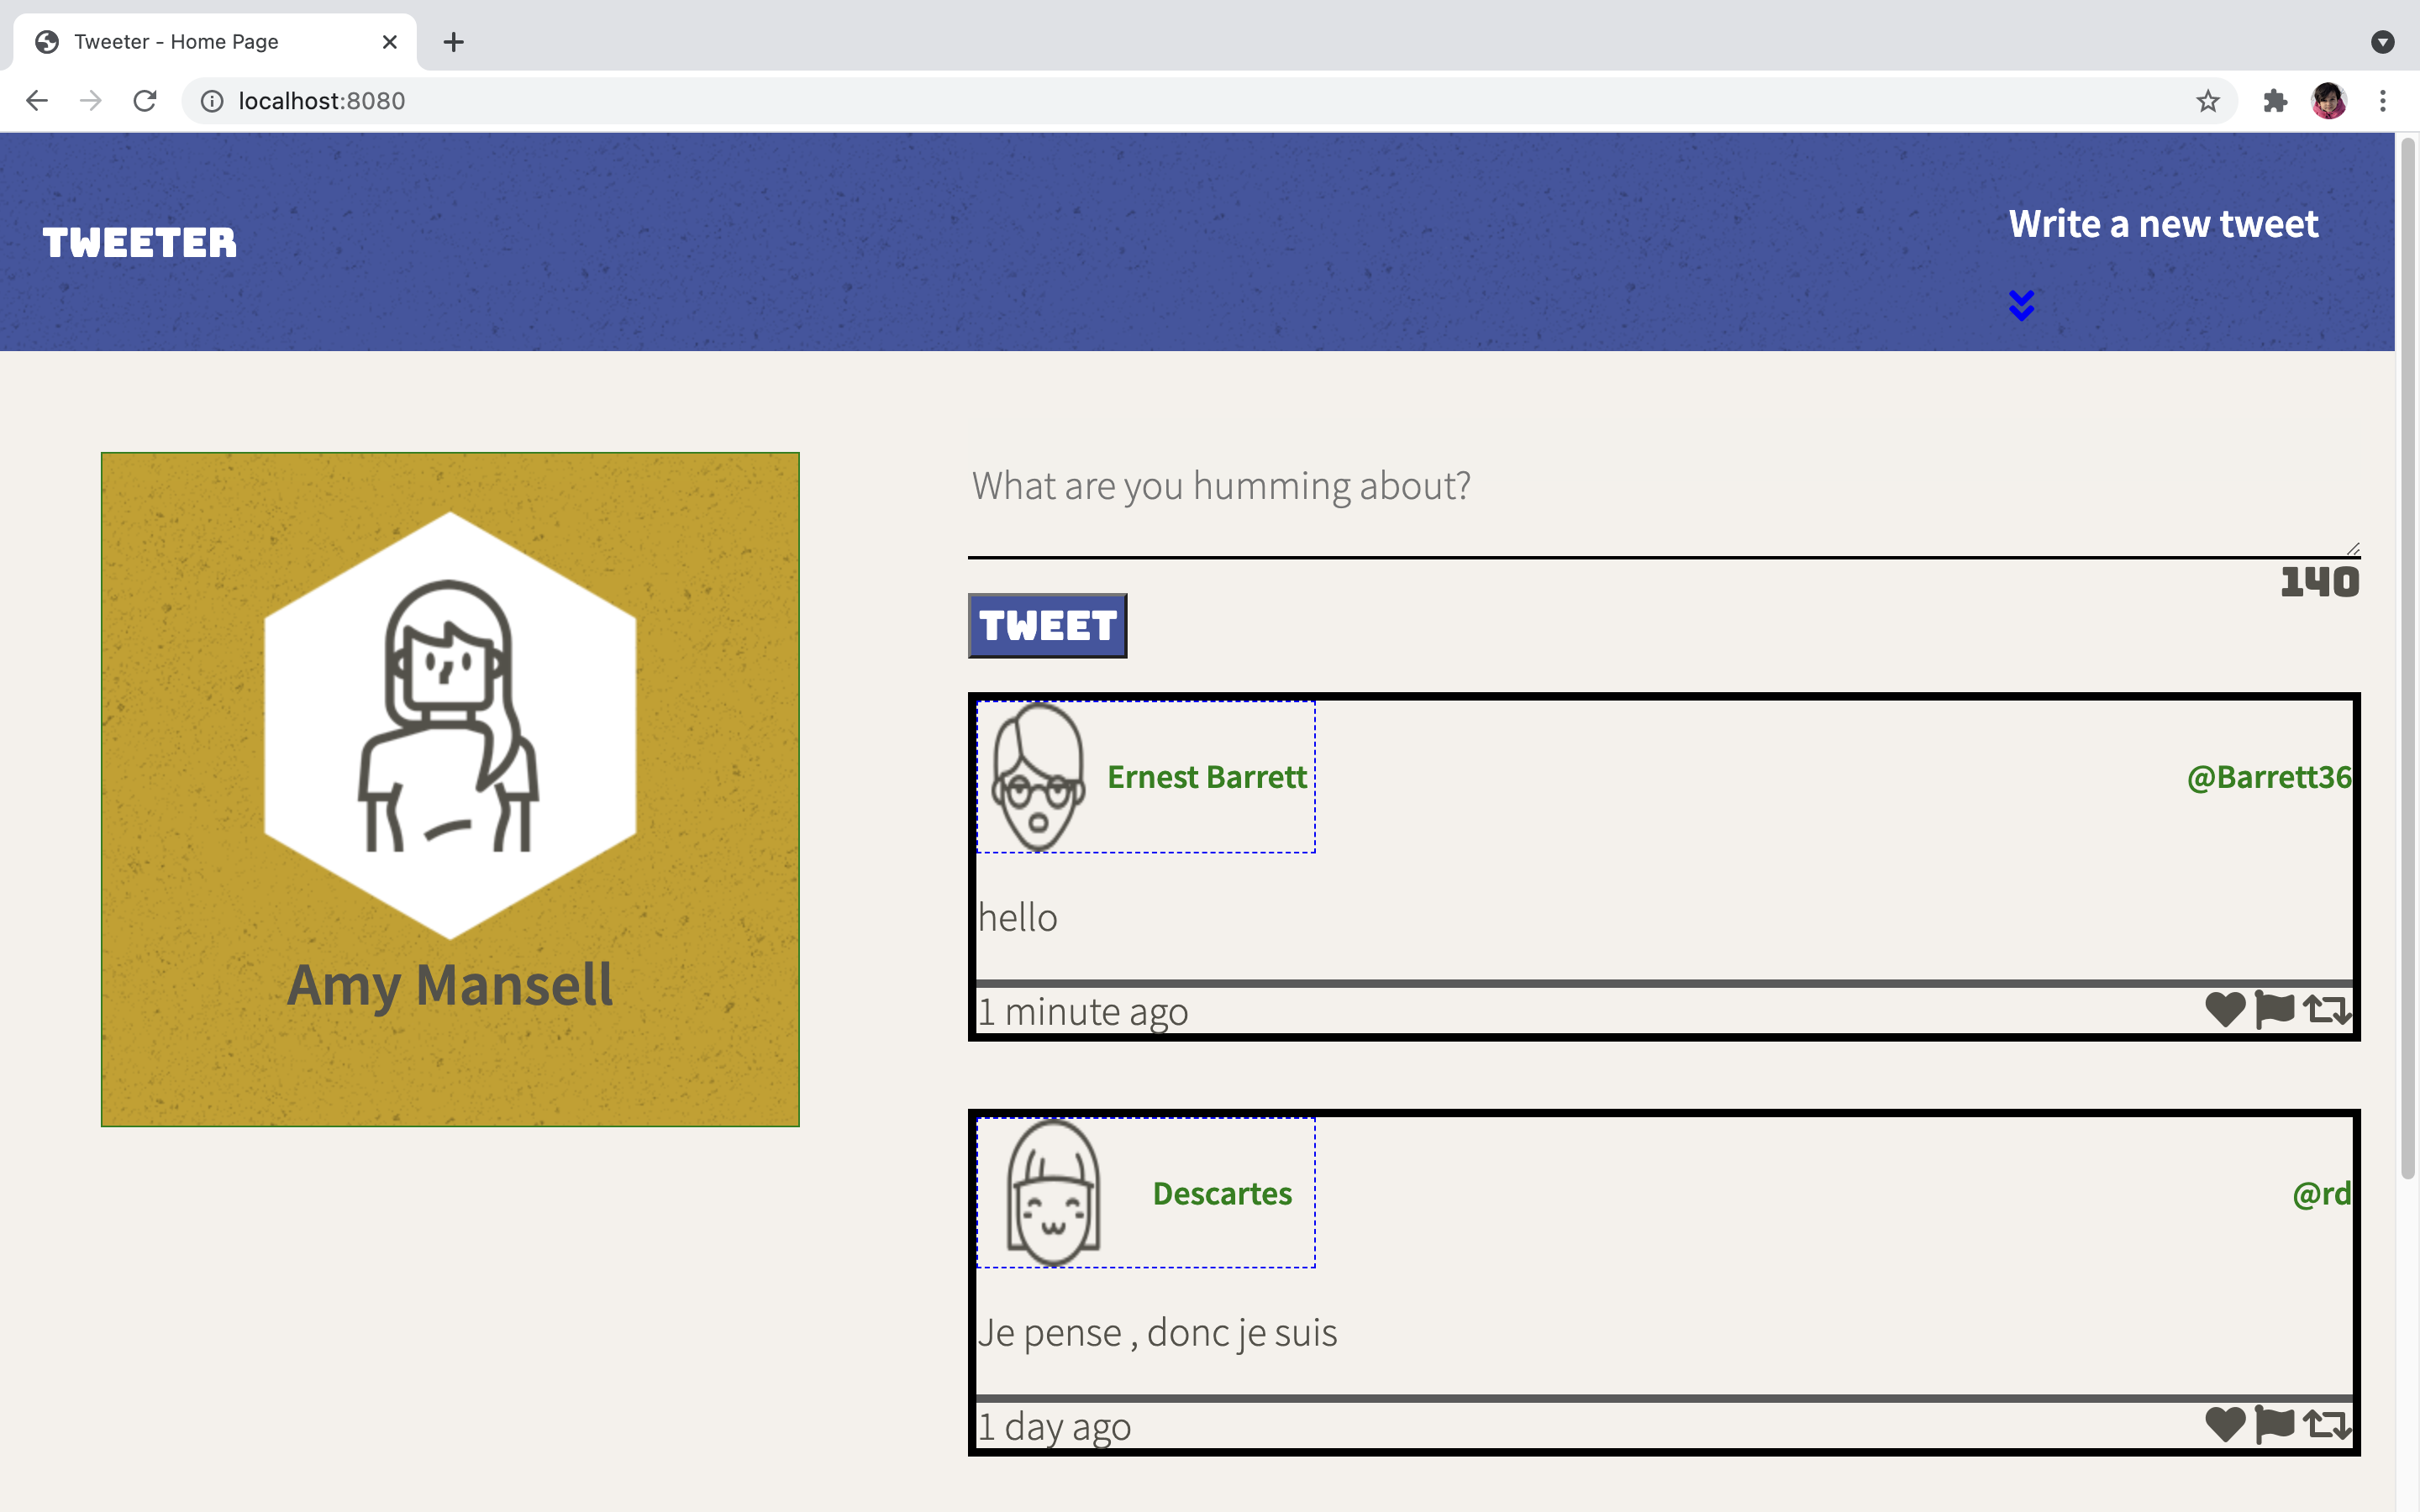 Tweeter - Home Page
localhost:8080
TWEETER
Write a new tweet
What are you humming about?
140
TWEET
Amy Mansell
Ernest Barrett
@Barrett36
hello
1 minute ago
Descartes
@rd
Je pense , donc je suis
1 day ago